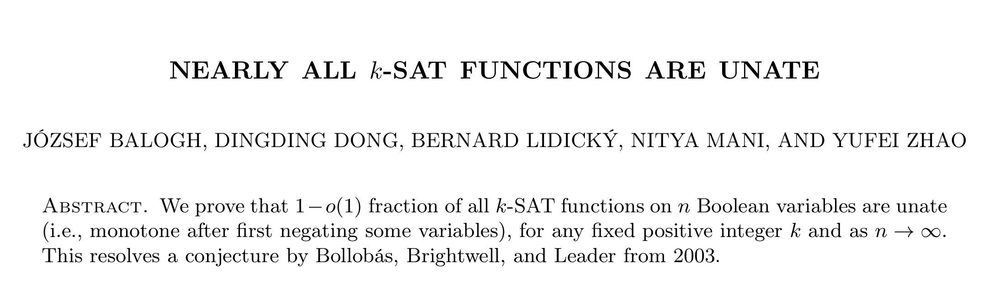 NEARLY ALL k-SAT FUNCTIONS ARE UNATE
JÓZSEF BALOGH, DINGDING DONG, BERNARD LIDICKÝ, NITYA MANI, AND YUFEI ZHAO
ABSTRACT. We prove that 1−o(1) fraction of all k-SAT functions on n Boolean variables are unate
(i.e., monotone after first negating some variables), for any fixed positive integer k and as n → ∞.
This resolves a conjecture by Bollobás, Brightwell, and Leader from 2003.